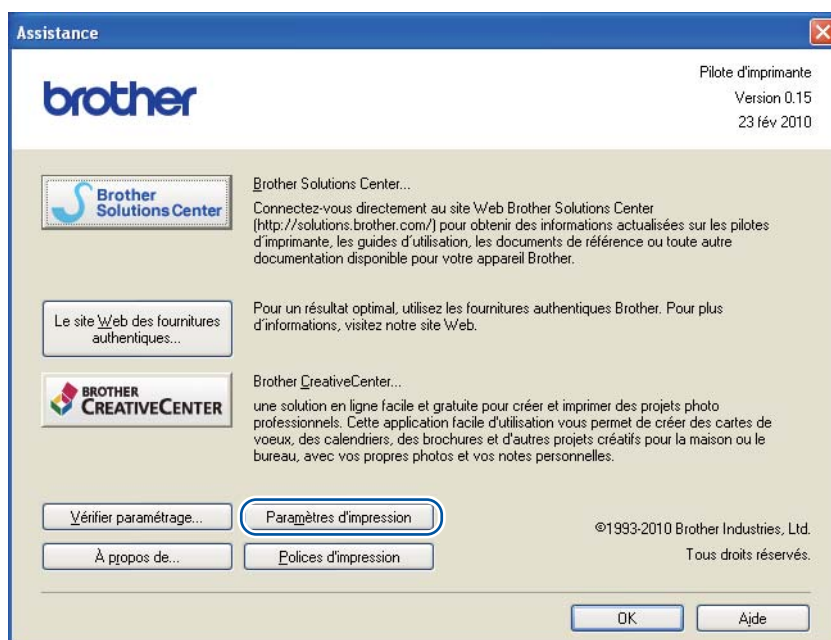 Assistance
brother
Pilote d'imprimante
Version 0.15
23 fév 2010
Brother
Solutions Center
Brother Solutions Center...
Connectez-vous directement au site Web Brother Solutions Center
(http://solutions.brother.com/) pour obtenir des informations actualisées sur les pilotes
d'imprimante, les guides d'utilisation, les documents de référence ou toute autre
documentation disponible pour votre appareil Brother.
Le site Web des fournitures
authentiques...
Pour un résultat optimal, utilisez les fournitures authentiques Brother. Pour plus
d'informations, visitez notre site Web.
BROTHER
CREATIVECENTER
Brother CreativeCenter...
une solution en ligne facile et gratuite pour créer et imprimer des projets photo
professionnels. Cette application facile d'utilisation vous permet de créer des cartes de
voeux, des calendriers, des brochures et d'autres projets créatifs pour la maison ou le
bureau, avec vos propres photos et vos notes personnelles.
Vérifier paramétrage...
Paramètres d'impression
À propos de...
Polices d'impression
©1993-2010 Brother Industries, Ltd.
Tous droits réservés.
OK
Aide